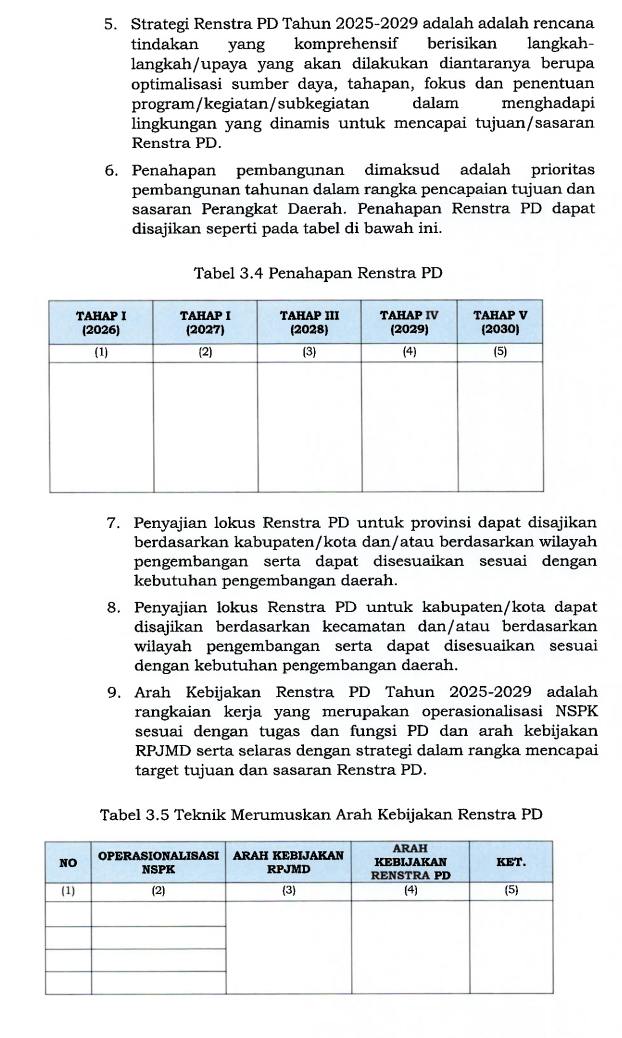 5. Strategi Renstra PD Tahun 2025-2029 adalah adalah rencana
tindakan yang komprehensif berisikan langkah-
langkah/upaya yang akan dilakukan diantaranya berupa
optimalisasi sumber daya, tahapan, fokus dan penentuan
program/kegiatan/subkegiatan dalam menghadapi
lingkungan yang dinamis untuk mencapai tujuan/sasaran
Renstra PD.
6. Penahapan pembangunan dimaksud adalah prioritas
pembangunan tahunan dalam rangka pencapaian tujuan dan
sasaran Perangkat Daerah. Penahapan Renstra PD dapat
disajikan seperti pada tabel di bawah ini.
Tabel 3.4 Penahapan Renstra PD
TAHAP I TAHAP I TAHAP III TAHAP IV TAHAP V
(2026) (2027) (2028) (2029) (2030)
(1) (2) (3) (4) (5)
7. Penyajian lokus Renstra PD untuk provinsi dapat disajikan
berdasarkan kabupaten/kota dan/atau berdasarkan wilayah
pengembangan serta dapat disesuaikan sesuai dengan
kebutuhan pengembangan daerah.
8. Penyajian lokus Renstra PD untuk kabupaten/kota dapat
disajikan berdasarkan kecamatan dan/atau berdasarkan
wilayah pengembangan serta dapat disesuaikan sesuai
dengan kebutuhan pengembangan daerah.
9. Arah Kebijakan Renstra PD Tahun 2025-2029 adalah
rangkaian kerja yang merupakan operasionalisasi NSPK
sesuai dengan tugas dan fungsi PD dan arah kebijakan
RPJMD serta selaras dengan strategi dalam rangka mencapai
target tujuan dan sasaran Renstra PD.
Tabel 3.5 Teknik Merumuskan Arah Kebijakan Renstra PD
NO
OPERASIONALISASI
NSPK
ARAH KEBIJAKAN
RPJMD
ARAH
KEBIJAKAN
RENSTRA PD
KET.
(1) (2) (3) (4) (5)